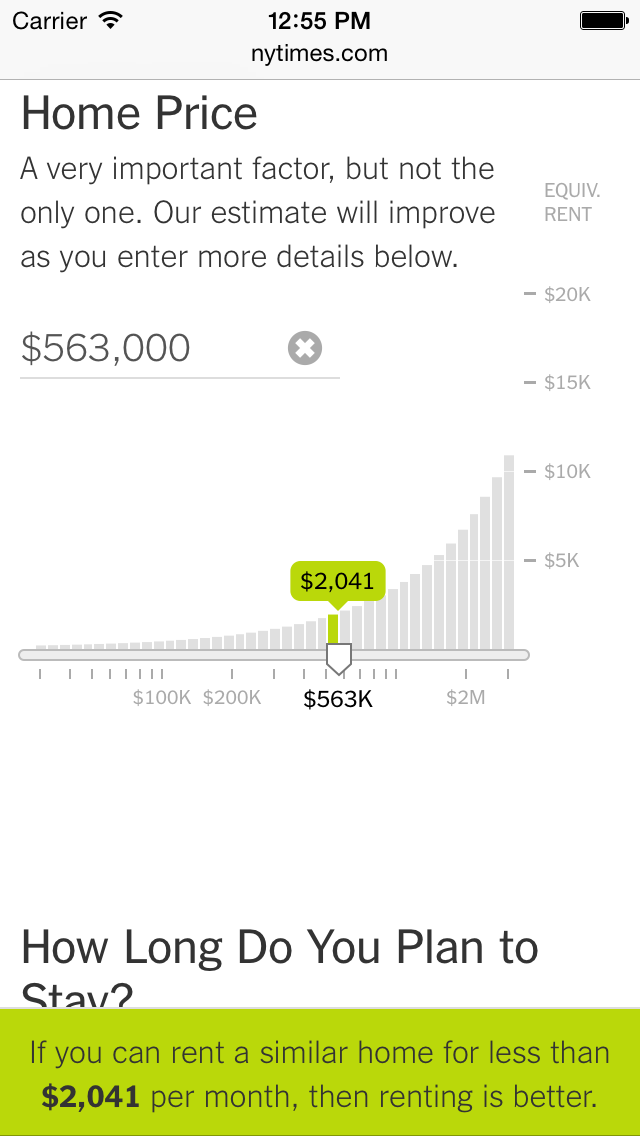 Carrier 12:55 PM
nytimes.com
Home Price
A very important factor, but not the
only one. Our estimate will improve
as you enter more details below.
EQUIV.
RENT
$20K
$563,000
$15K
$10K
$5K
$2,041
$100K $200K $563K $2M
How Long Do You Plan to
Stay?
If you can rent a similar home for less than
$2,041 per month, then renting is better.